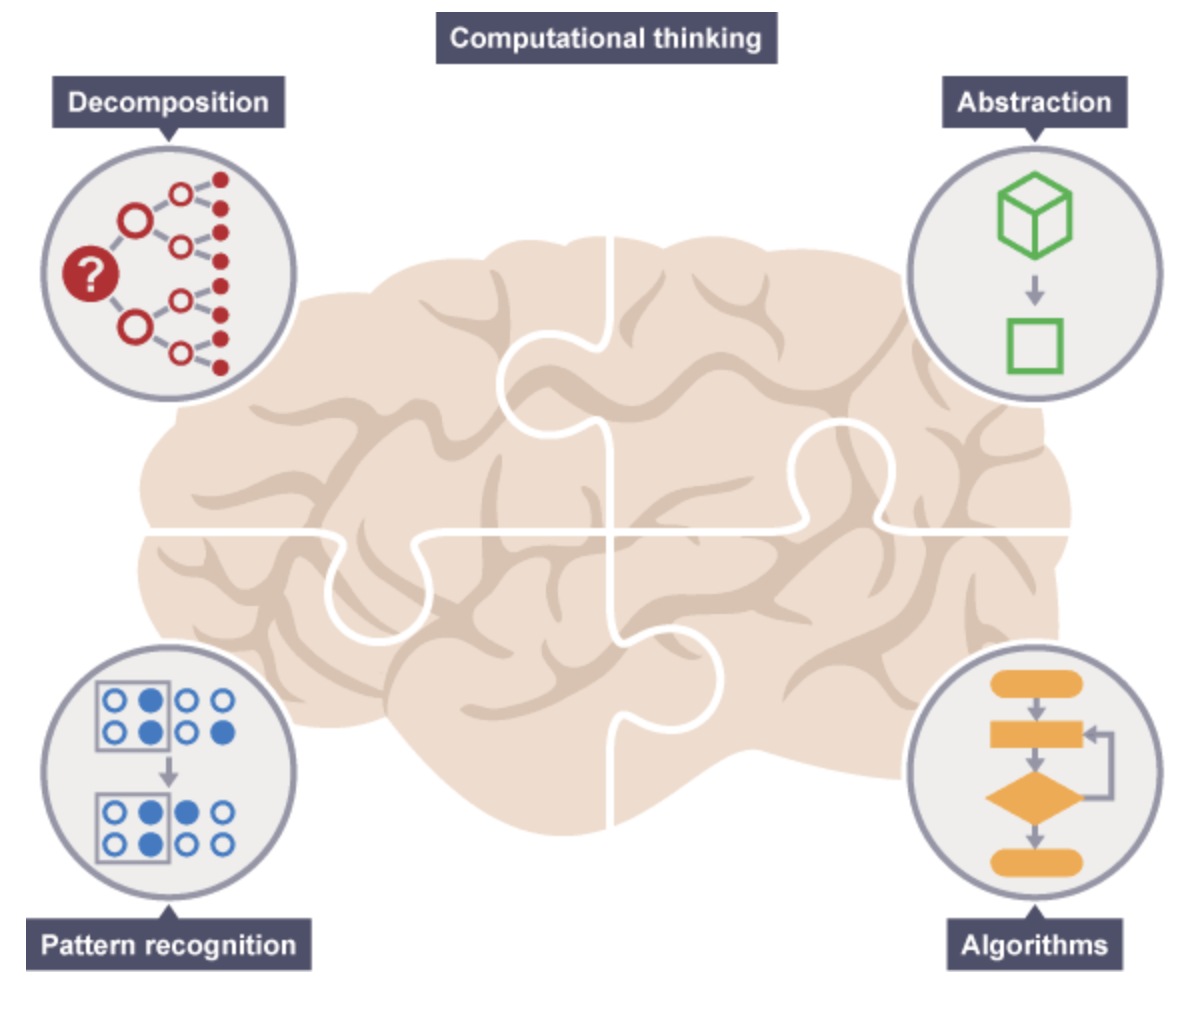 Computational thinking
Decomposition
Abstraction
?
Pattern recognition
Algorithms